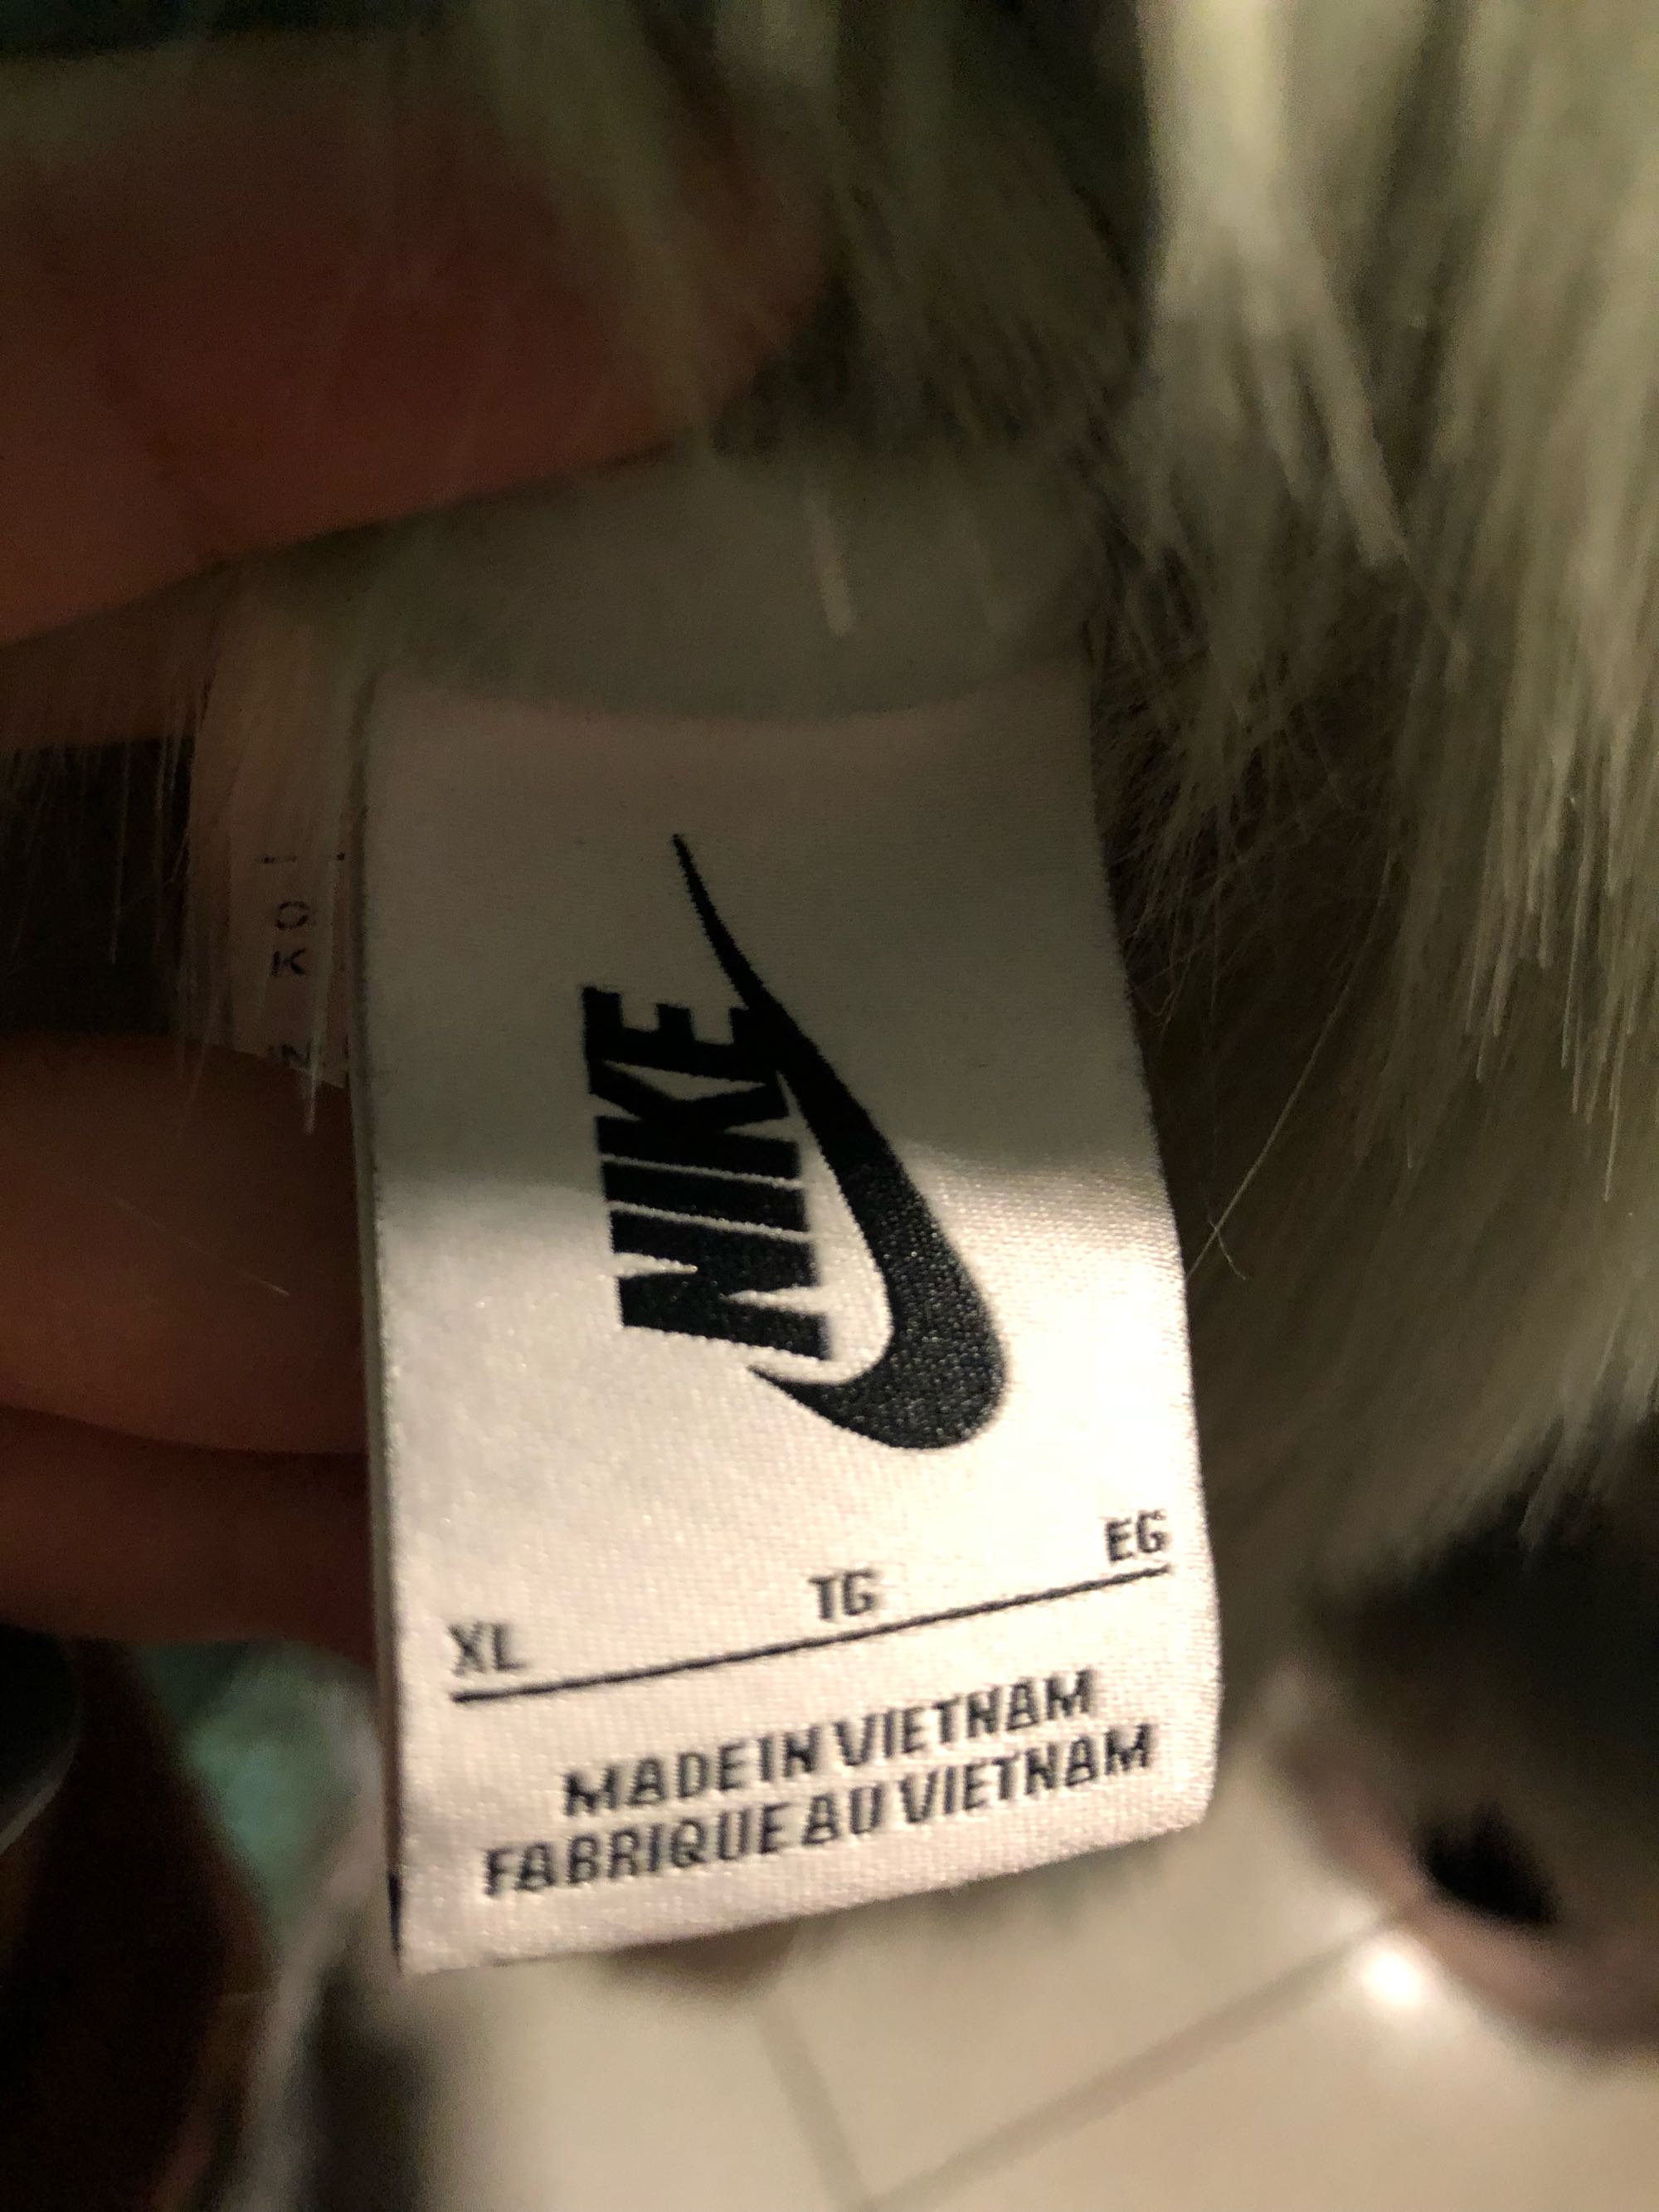 NIKE
XL TG EG
MADE IN VIETNAM
FABRIQUE AU VIETNAM